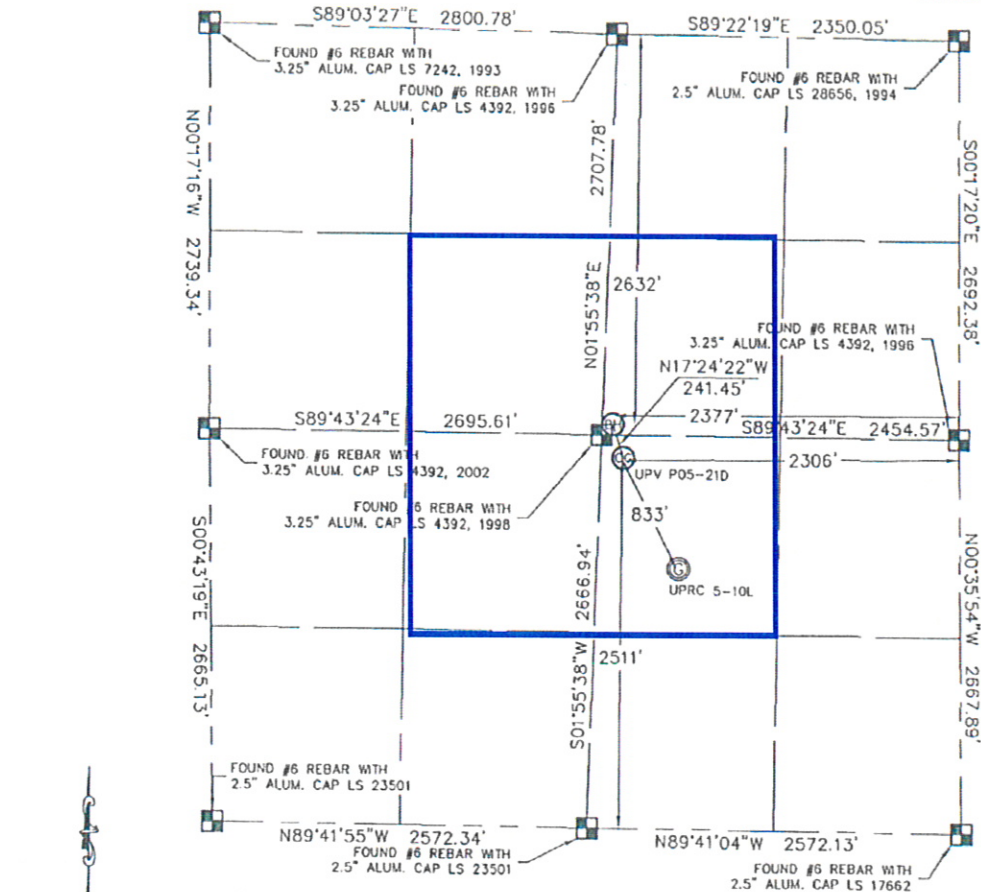 S89°03'27"E 2800.78'
S89°22'19"E 2350.05'
FOUND #6 REBAR WITH
3.25" ALUM. CAP LS 7242, 1993
FOUND #6 REBAR WITH
3.25" ALUM. CAP LS 4392, 1996
FOUND #6 REBAR WITH
2.5" ALUM. CAP LS 28656, 1994
N00°17'16"W 2739.34'
2707.78'
N01°55'38"E
S00°17'20"E 2692.38'
2632'
FOUND #6 REBAR WITH
3.25" ALUM. CAP LS 4392, 1996
N17°24'22"W
241.45'
2377'
S89°43'24"E 2695.61'
BH
S89°43'24"E 2454.57'
FOUND #6 REBAR WITH
3.25" ALUM. CAP LS 4392, 2002
OG
2306'
UPV P05-21D
FOUND #6 REBAR WITH
3.25" ALUM. CAP LS 4392, 1998
833'
G
UPRC 5-10L
S00°43'19"E 2665.13'
2666.94'
S01°55'38"W
N00°35'54"W 2667.89'
2511'
FOUND #6 REBAR WITH
2.5" ALUM. CAP LS 23501
N89°41'55"W 2572.34'
N89°41'04"W 2572.13'
FOUND #6 REBAR WITH
2.5" ALUM. CAP LS 23501
FOUND #6 REBAR WITH
2.5" ALUM. CAP LS 17662